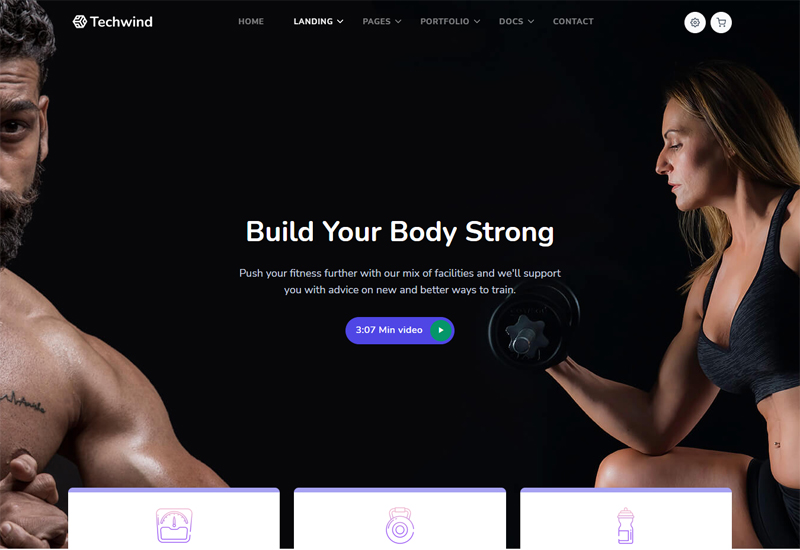 Techwind
HOME
LANDING
PAGES
PORTFOLIO
DOCS
CONTACT
Build Your Body Strong
Push your fitness further with our mix of facilities and we'll support
you with advice on new and better ways to train.
3:07 Min video